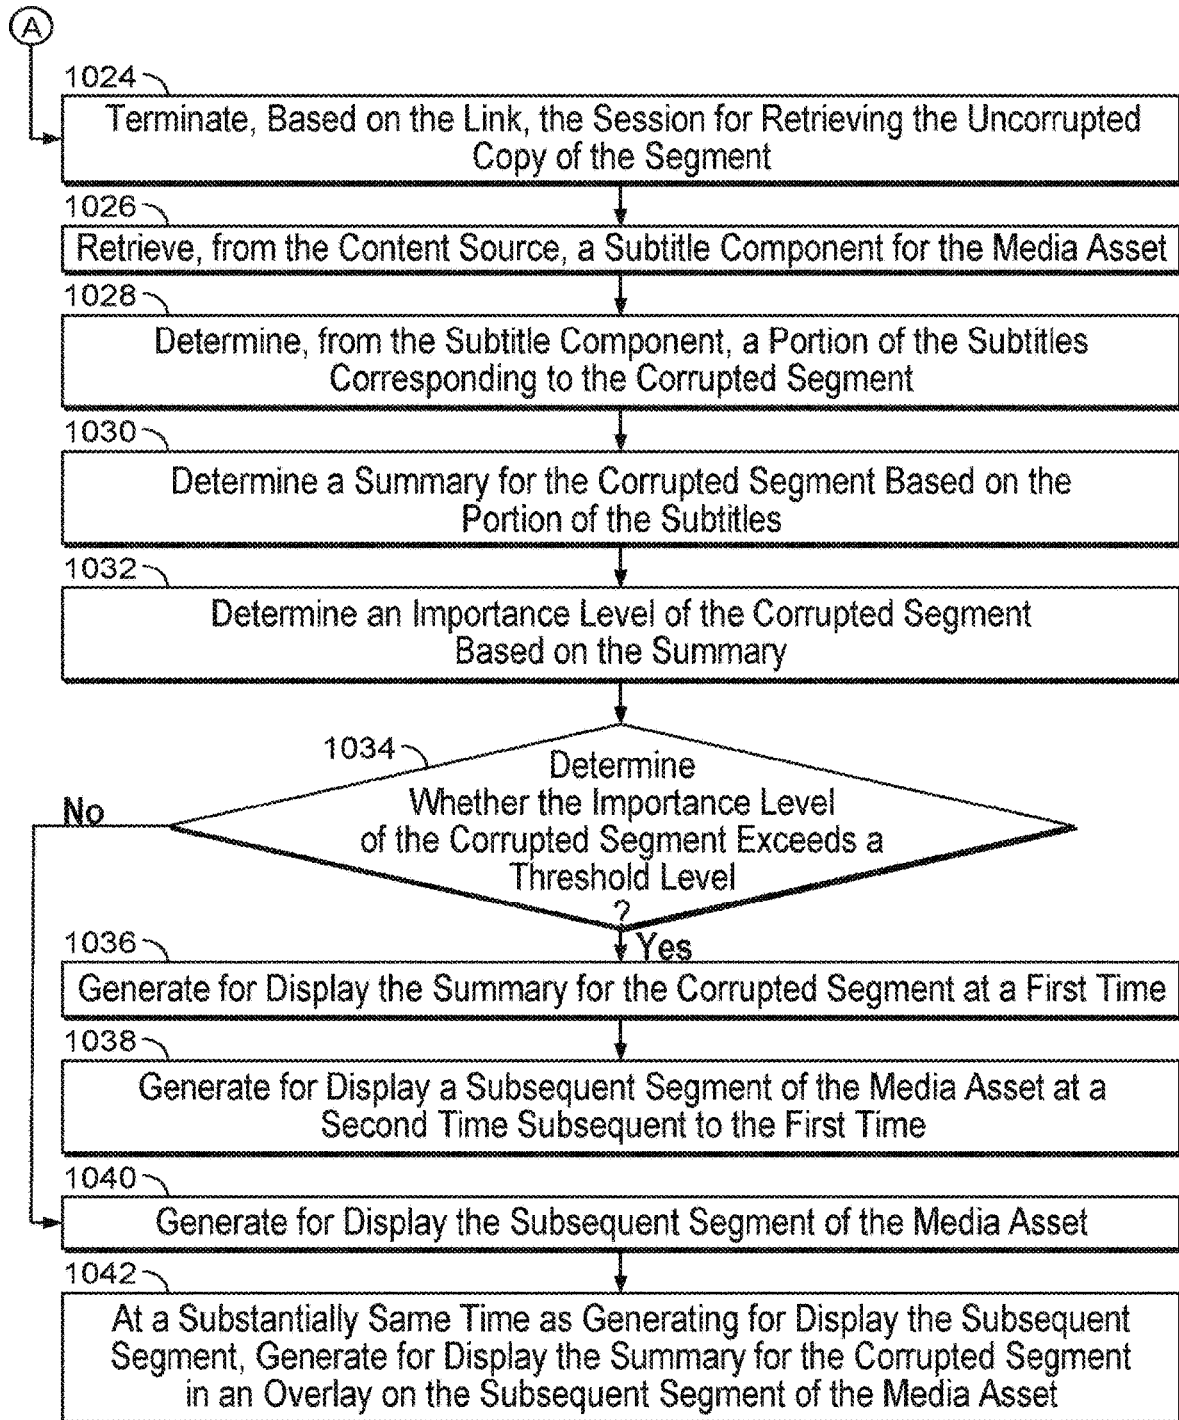 A
1024
Terminate, Based on the Link, the Session for Retrieving the Uncorrupted
Copy of the Segment
1026
Retrieve, from the Content Source, a Subtitle Component for the Media Asset
1028
Determine, from the Subtitle Component, a Portion of the Subtitles
Corresponding to the Corrupted Segment
1030
Determine a Summary for the Corrupted Segment Based on the
Portion of the Subtitles
1032
Determine an Importance Level of the Corrupted Segment
Based on the Summary
1034
Determine
Whether the Importance Level
of the Corrupted Segment Exceeds a
Threshold Level
?
No
Yes
1036
Generate for Display the Summary for the Corrupted Segment at a First Time
1038
Generate for Display a Subsequent Segment of the Media Asset at a
Second Time Subsequent to the First Time
1040
Generate for Display the Subsequent Segment of the Media Asset
1042
At a Substantially Same Time as Generating for Display the Subsequent
Segment, Generate for Display the Summary for the Corrupted Segment
in an Overlay on the Subsequent Segment of the Media Asset